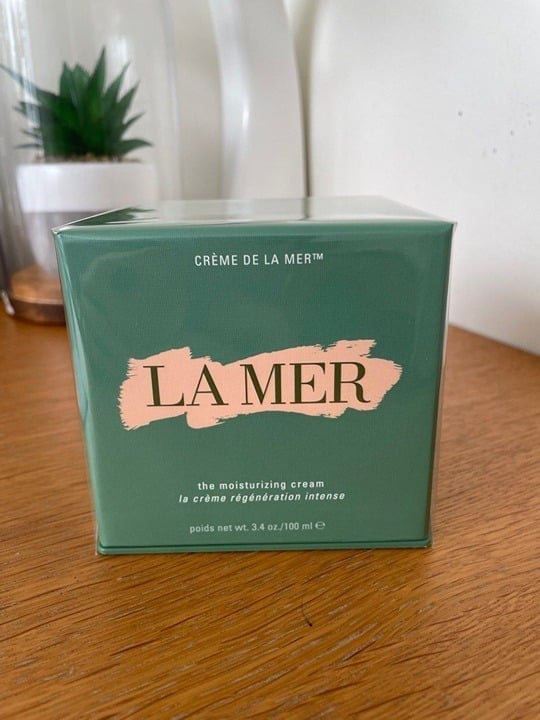 CRÈME DE LA MER™
LA MER
the moisturizing cream
la crème régénération intense
poids net wt. 3.4 oz./100 ml ℮